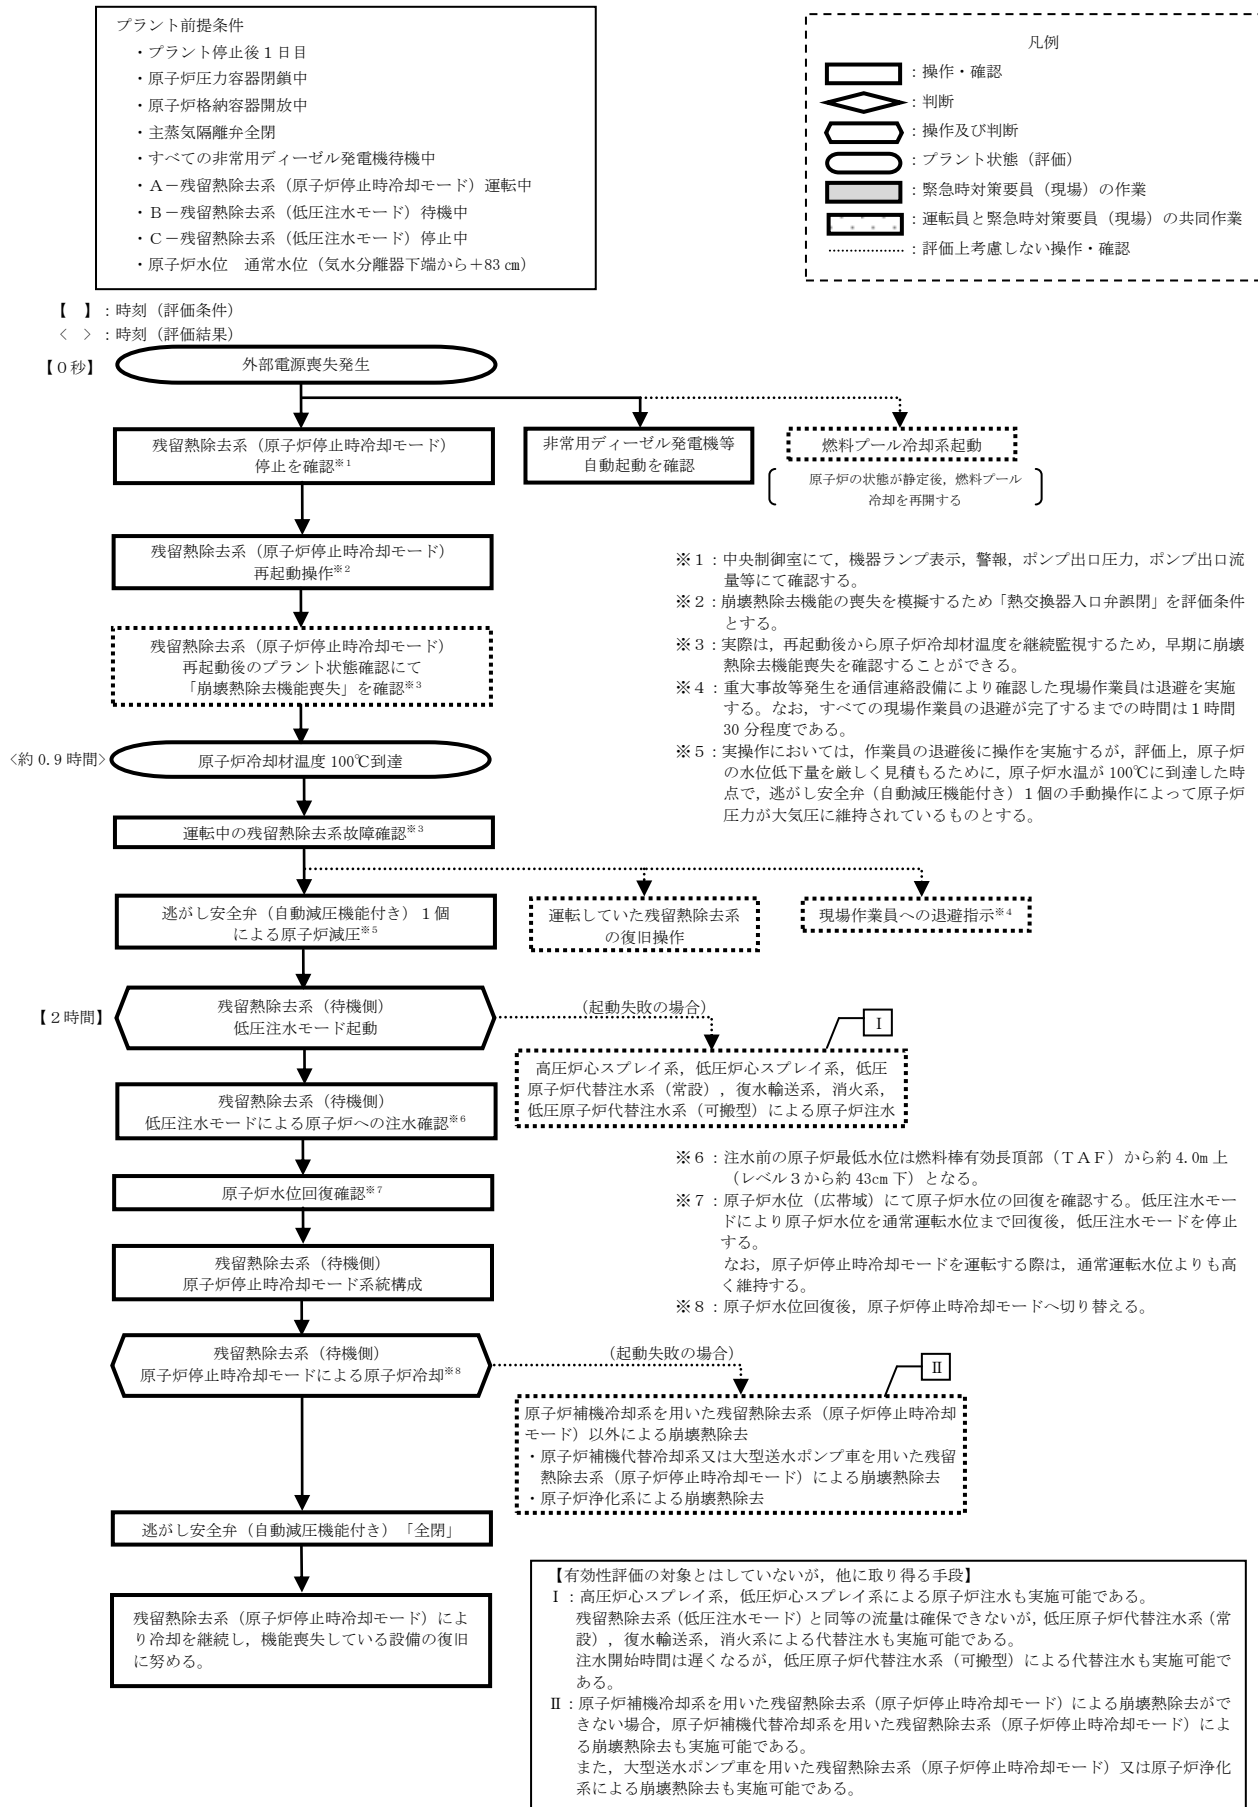 プラント前提条件
・プラント停止後１日目
・原子炉圧力容器閉鎖中
・原子炉格納容器開放中
・主蒸気隔離弁全閉
・すべての非常用ディーゼル発電機待機中
・Ａ－残留熱除去系（原子炉停止時冷却モード）運転中
・Ｂ－残留熱除去系（低圧注水モード）待機中
・Ｃ－残留熱除去系（低圧注水モード）停止中
・原子炉水位　通常水位（気水分離器下端から＋83 cm）
凡例
：操作・確認
：判断
：操作及び判断
：プラント状態（評価）
：緊急時対策要員（現場）の作業
：運転員と緊急時対策要員（現場）の共同作業
：評価上考慮しない操作・確認
【　】：時刻（評価条件）
＜　＞：時刻（評価結果）
【０秒】
外部電源喪失発生
残留熱除去系（原子炉停止時冷却モード）
停止を確認※1
非常用ディーゼル発電機等
自動起動を確認
燃料プール冷却系起動
原子炉の状態が静定後，燃料プール
冷却を再開する
残留熱除去系（原子炉停止時冷却モード）
再起動操作※2
残留熱除去系（原子炉停止時冷却モード）
再起動後のプラント状態確認にて
「崩壊熱除去機能喪失」を確認※3
※１：中央制御室にて，機器ランプ表示，警報，ポンプ出口圧力，ポンプ出口流
量等にて確認する。
※２：崩壊熱除去機能の喪失を模擬するため「熱交換器入口弁誤閉」を評価条件
とする。
※３：実際は，再起動後から原子炉冷却材温度を継続監視するため，早期に崩壊
熱除去機能喪失を確認することができる。
※４：重大事故等発生を通信連絡設備により確認した現場作業員は退避を実施
する。なお，すべての現場作業員の退避が完了するまでの時間は１時間
30 分程度である。
※５：実操作においては，作業員の退避後に操作を実施するが，評価上，原子炉
の水位低下量を厳しく見積もるために，原子炉水温が 100℃に到達した時
点で，逃がし安全弁（自動減圧機能付き）１個の手動操作によって原子炉
圧力が大気圧に維持されているものとする。
<約 0.9 時間>
原子炉冷却材温度 100℃到達
運転中の残留熱除去系故障確認※3
逃がし安全弁（自動減圧機能付き）１個
による原子炉減圧※5
運転していた残留熱除去系
の復旧操作
現場作業員への退避指示※4
【２時間】
残留熱除去系（待機側）
低圧注水モード起動
（起動失敗の場合）
Ⅰ
高圧炉心スプレイ系，低圧炉心スプレイ系，低圧
原子炉代替注水系（常設），復水輸送系，消火系，
低圧原子炉代替注水系（可搬型）による原子炉注水
残留熱除去系（待機側）
低圧注水モードによる原子炉への注水確認※6
原子炉水位回復確認※7
※６：注水前の原子炉最低水位は燃料棒有効長頂部（ＴＡＦ）から約 4.0m 上
（レベル３から約 43cm 下）となる。
※７：原子炉水位（広帯域）にて原子炉水位の回復を確認する。低圧注水モー
ドにより原子炉水位を通常運転水位まで回復後，低圧注水モードを停止
する。
なお，原子炉停止時冷却モードを運転する際は，通常運転水位よりも高
く維持する。
※８：原子炉水位回復後，原子炉停止時冷却モードへ切り替える。
残留熱除去系（待機側）
原子炉停止時冷却モード系統構成
残留熱除去系（待機側）
原子炉停止時冷却モードによる原子炉冷却※8
（起動失敗の場合）
Ⅱ
原子炉補機冷却系を用いた残留熱除去系（原子炉停止時冷却
モード）以外による崩壊熱除去
・原子炉補機代替冷却系又は大型送水ポンプ車を用いた残留
熱除去系（原子炉停止時冷却モード）による崩壊熱除去
・原子炉浄化系による崩壊熱除去
逃がし安全弁（自動減圧機能付き）「全閉」
残留熱除去系（原子炉停止時冷却モード）によ
り冷却を継続し，機能喪失している設備の復旧
に努める。
【有効性評価の対象とはしていないが，他に取り得る手段】
Ⅰ：高圧炉心スプレイ系，低圧炉心スプレイ系による原子炉注水も実施可能である。
残留熱除去系（低圧注水モード）と同等の流量は確保できないが，低圧原子炉代替注水系（常
設），復水輸送系，消火系による代替注水も実施可能である。
注水開始時間は遅くなるが，低圧原子炉代替注水系（可搬型）による代替注水も実施可能で
ある。
Ⅱ：原子炉補機冷却系を用いた残留熱除去系（原子炉停止時冷却モード）による崩壊熱除去がで
きない場合，原子炉補機代替冷却系を用いた残留熱除去系（原子炉停止時冷却モード）によ
る崩壊熱除去も実施可能である。
また，大型送水ポンプ車を用いた残留熱除去系（原子炉停止時冷却モード）又は原子炉浄化
系による崩壊熱除去も実施可能である。